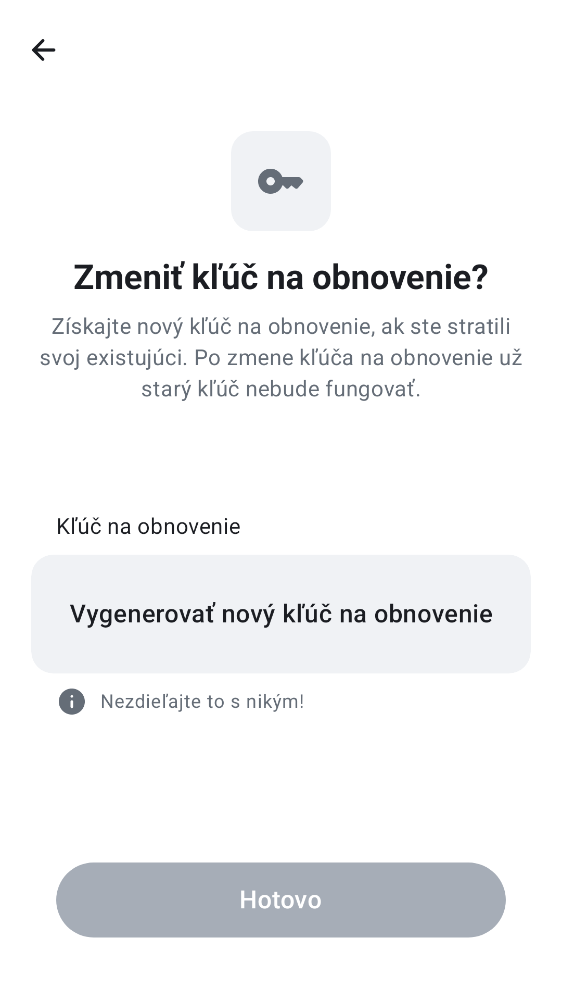 Zmeniť kľúč na obnovenie?
Získajte nový kľúč na obnovenie, ak ste stratili
svoj existujúci. Po zmene kľúča na obnovenie už
starý kľúč nebude fungovať.
Kľúč na obnovenie
Vygenerovať nový kľúč na obnovenie
Nezdieľajte to s nikým!
Hotovo